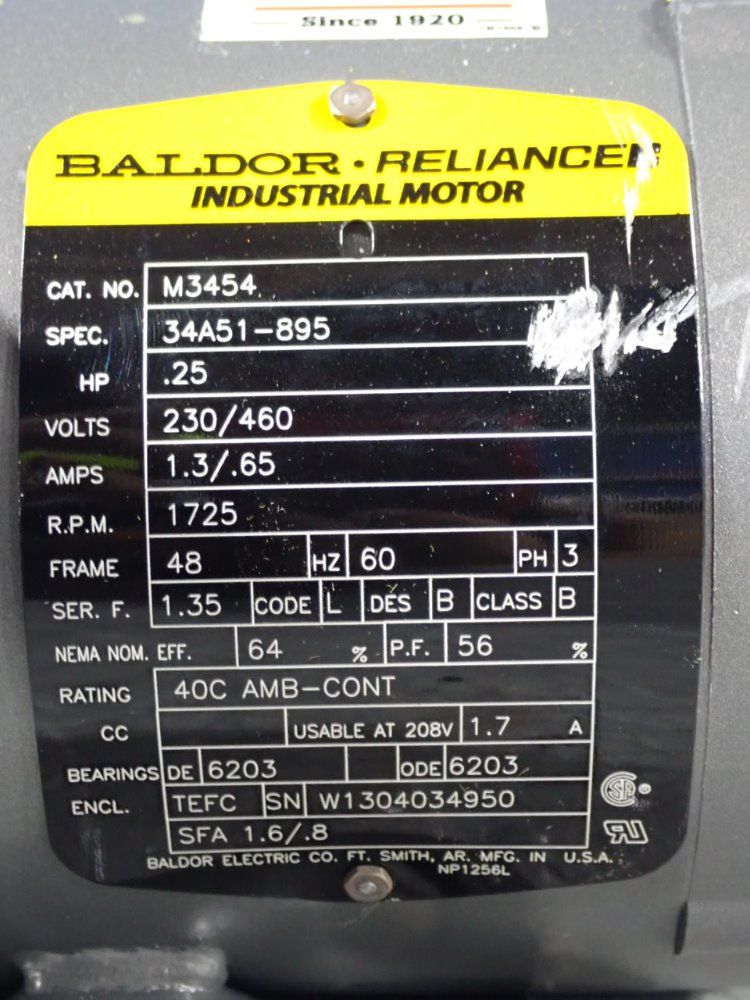 Since 1920
BALDOR · RELIANCE
INDUSTRIAL MOTOR
CAT. NO. M3454
SPEC. 34A51-895
HP .25
VOLTS 230/460
AMPS 1.3/.65
R.P.M. 1725
FRAME 48 HZ 60 PH 3
SER. F. 1.35 CODE L DES B CLASS B
NEMA NOM. EFF. 64 % P.F. 56 %
RATING 40C AMB-CONT
CC USABLE AT 208V 1.7 A
BEARINGS DE 6203 ODE 6203
ENCL. TEFC SN W1304034950
SFA 1.6/.8
BALDOR ELECTRIC CO. FT. SMITH, AR. MFG. IN U.S.A.
NP1256L